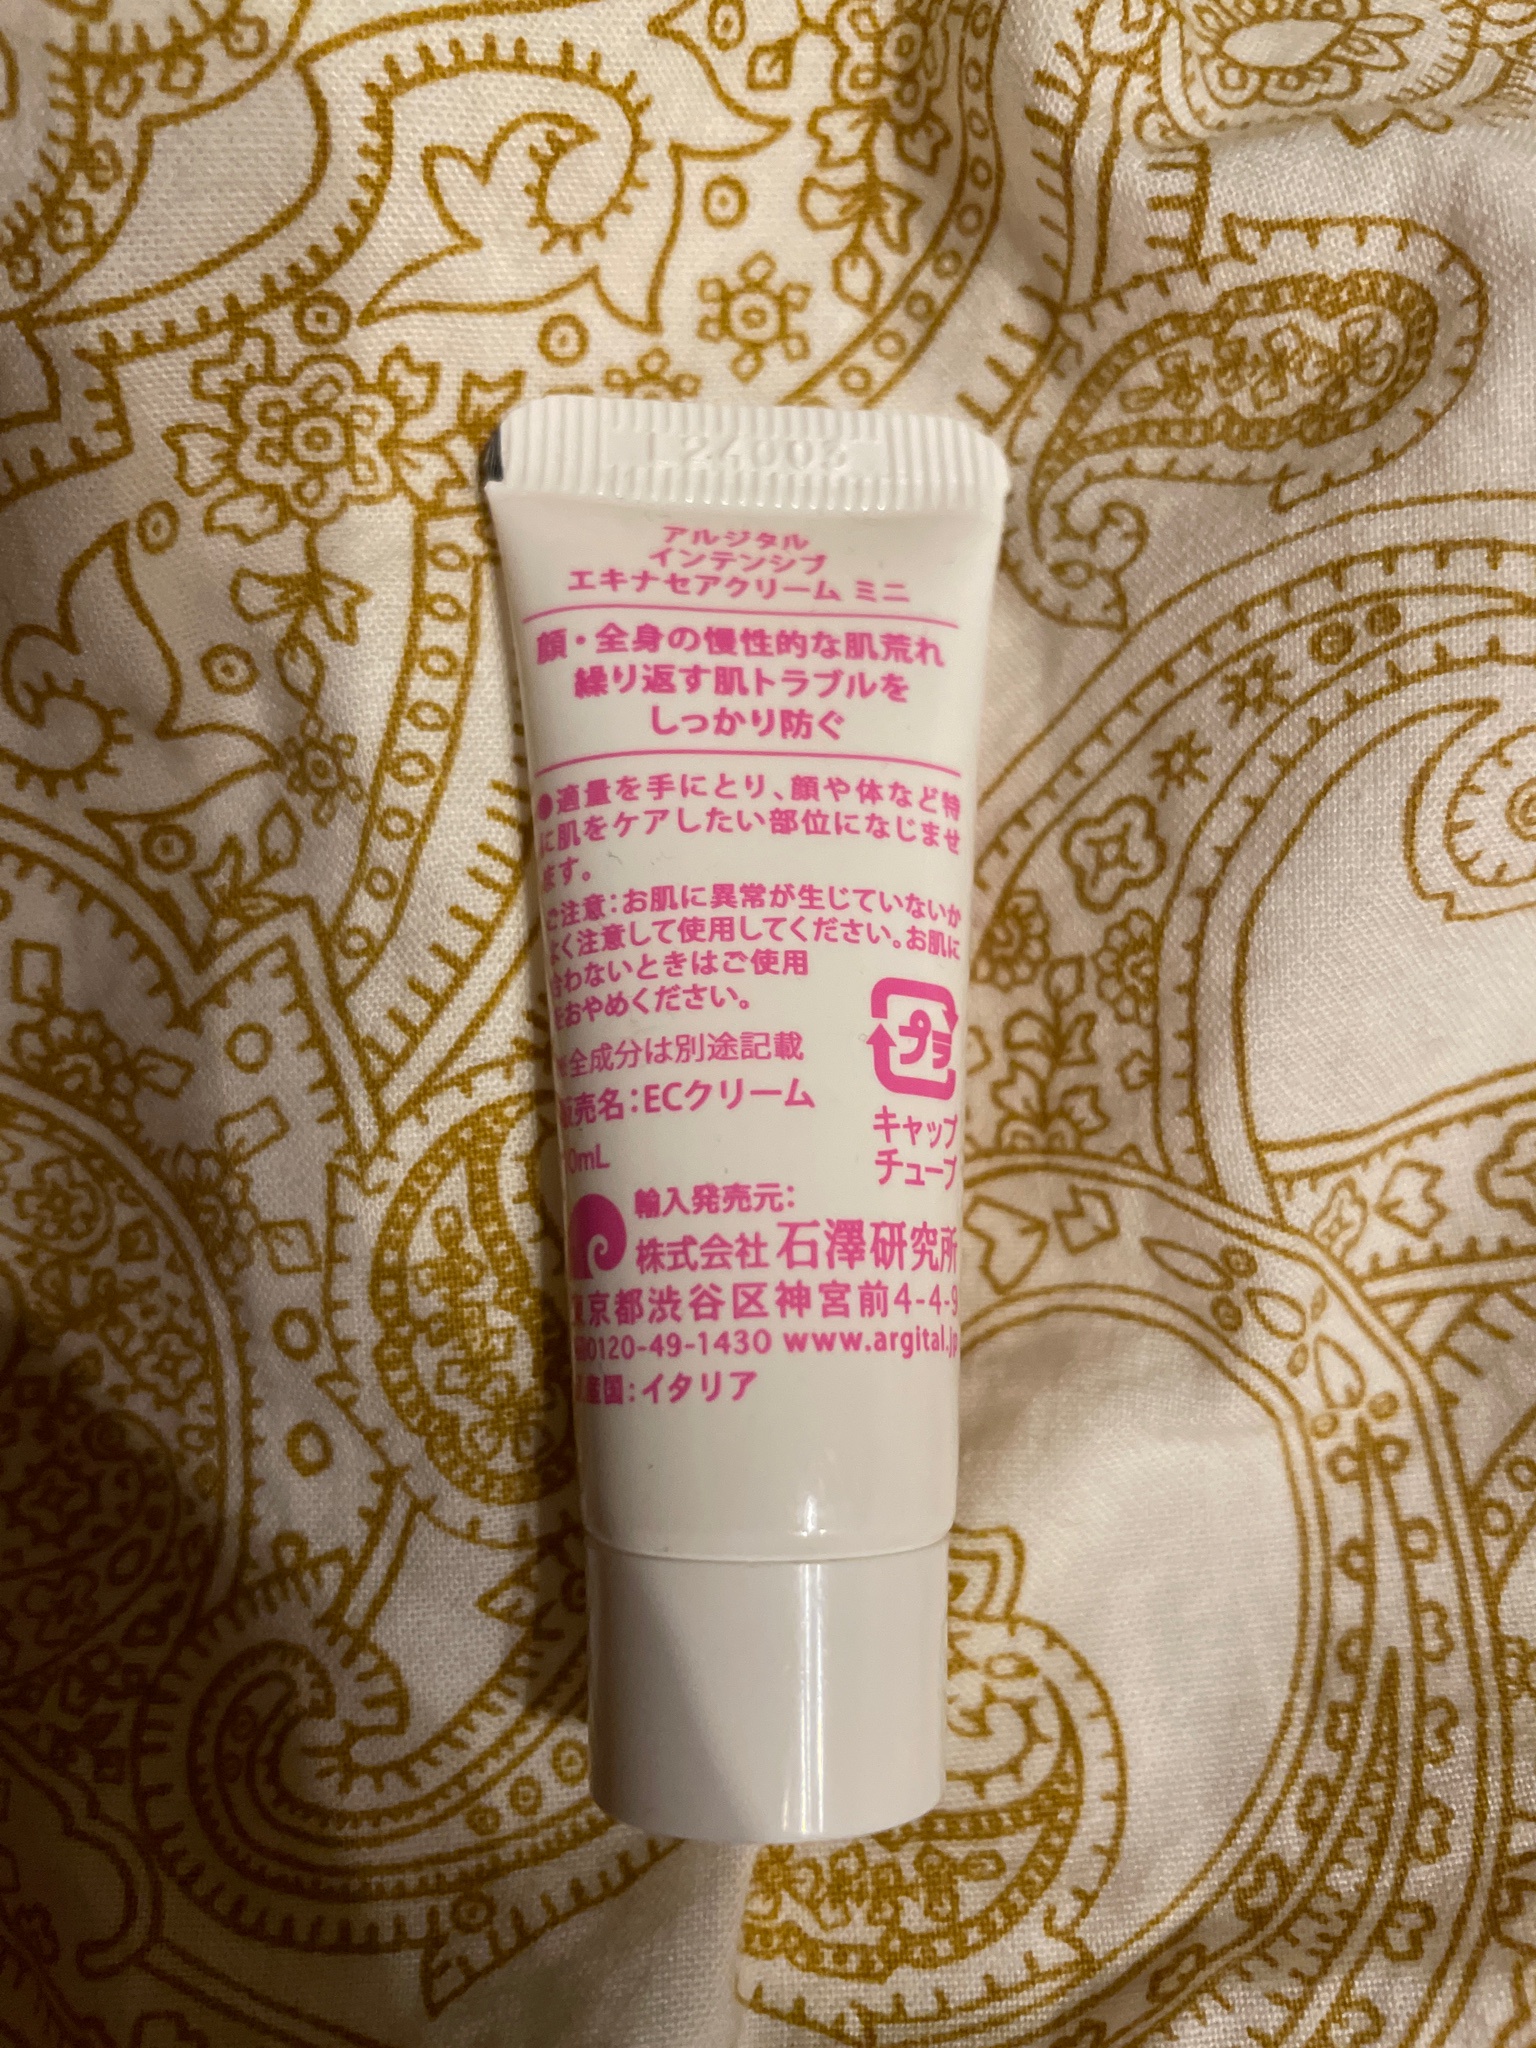 アルジタル
インテンシブ
エキナセアクリーム ミニ
顔・全身の慢性的な肌荒れ
繰り返す肌トラブルを
しっかり防ぐ
●適量を手にとり、顔や体など特
に肌をケアしたい部位になじませ
ます。
ご注意：お肌に異常が生じていないか
よく注意して使用してください。お肌に
合わないときはご使用
をおやめください。
※全成分は別途記載
販売名：ECクリーム
プラ
キャップ
チューブ
輸入発売元：
株式会社 石澤研究所
東京都渋谷区神宮前4-4-9
0120-49-1430 www.argital.jp
原産国：イタリア